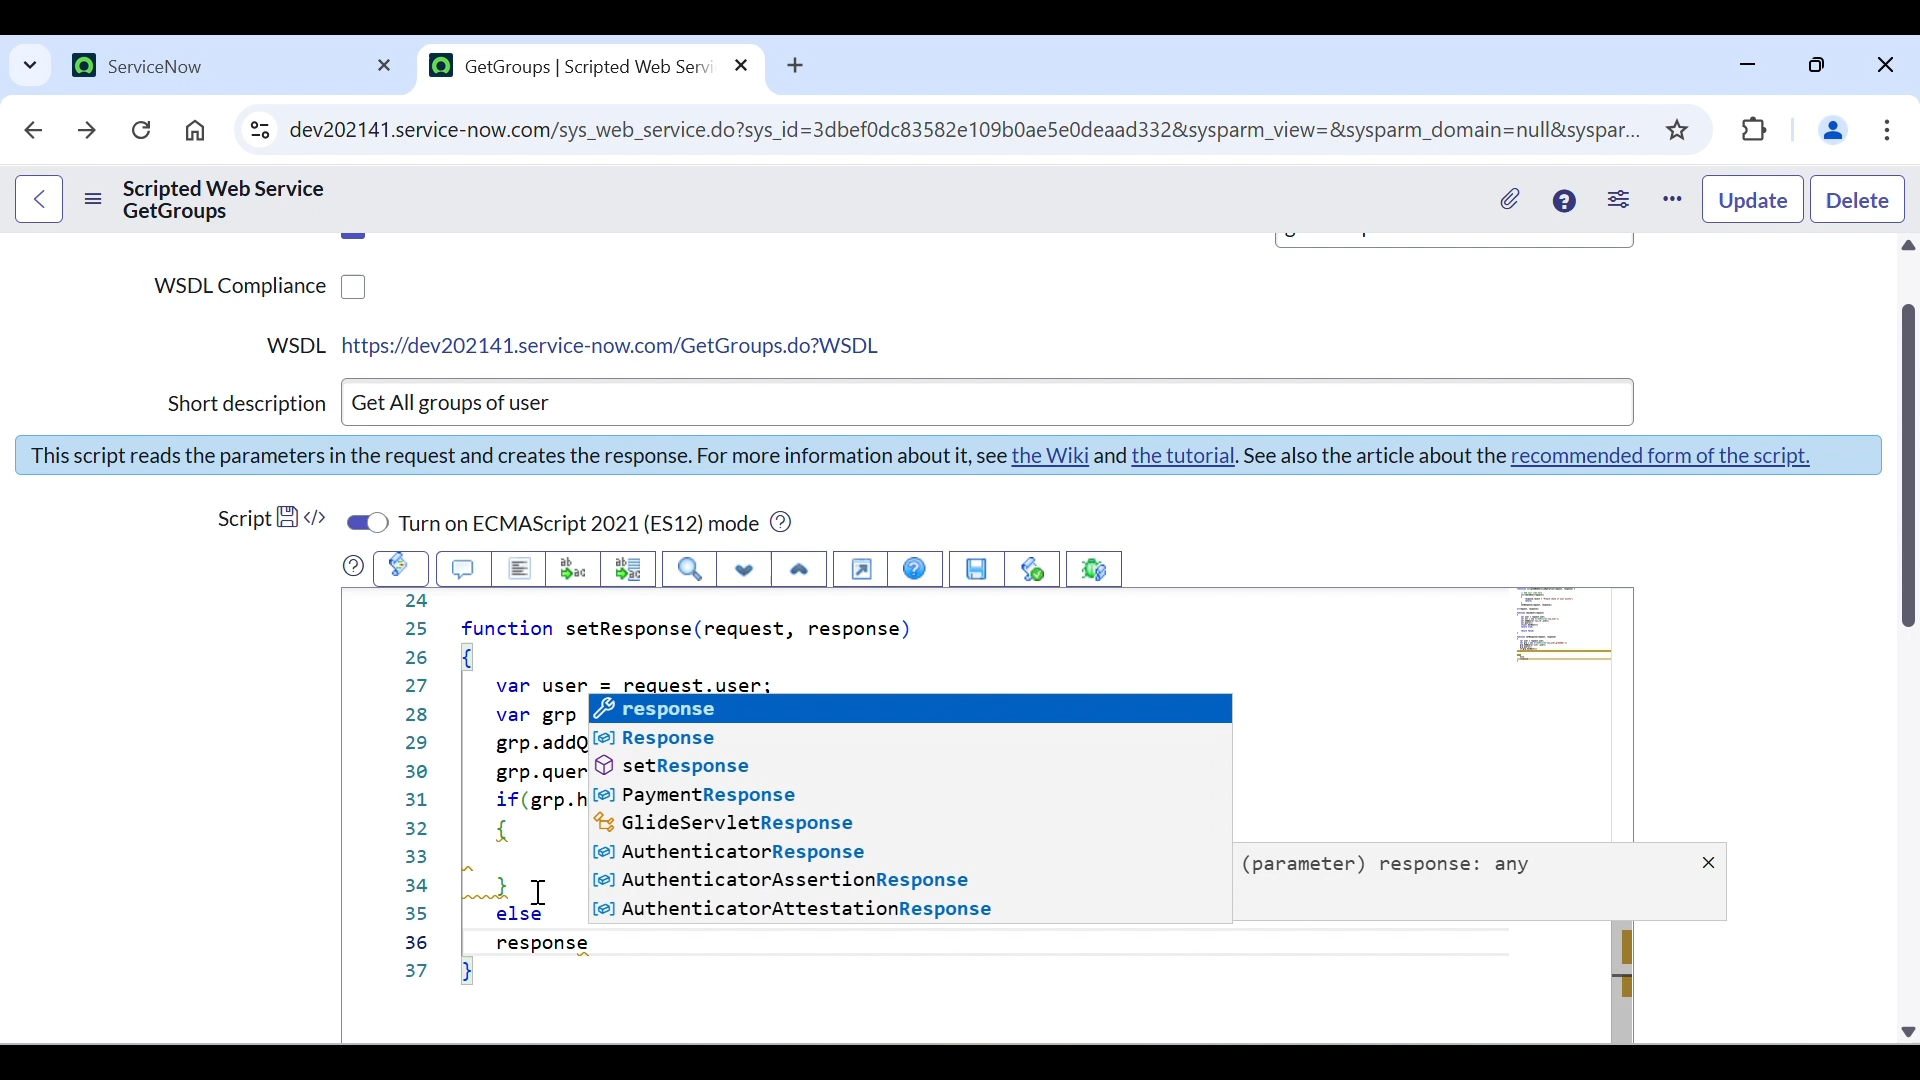 ServiceNow
GetGroups | Scripted Web Servi
dev202141.service-now.com/sys_web_service.do?sys_id=3dbef0dc83582e109b0ae5e0deaad332&sysparm_view=&sysparm_domain=null&syspar...
Scripted Web Service
GetGroups
Update
Delete
WSDL Compliance
WSDL https://dev202141.service-now.com/GetGroups.do?WSDL
Short description Get All groups of user
This script reads the parameters in the request and creates the response. For more information about it, see the Wiki and the tutorial. See also the article about the recommended form of the script.
Script </> Turn on ECMAScript 2021 (ES12) mode
24
25 function setResponse(request, response)
26 {
27 var user = request.user;
28 var grp
29 grp.addQ
30 grp.quer
31 if(grp.h
32 {
33
34 }
35 else
36 response
37 }
response
Response
setResponse
PaymentResponse
GlideServletResponse
AuthenticatorResponse
AuthenticatorAssertionResponse
AuthenticatorAttestationResponse
(parameter) response: any